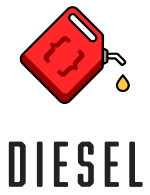 { }
DIESEL